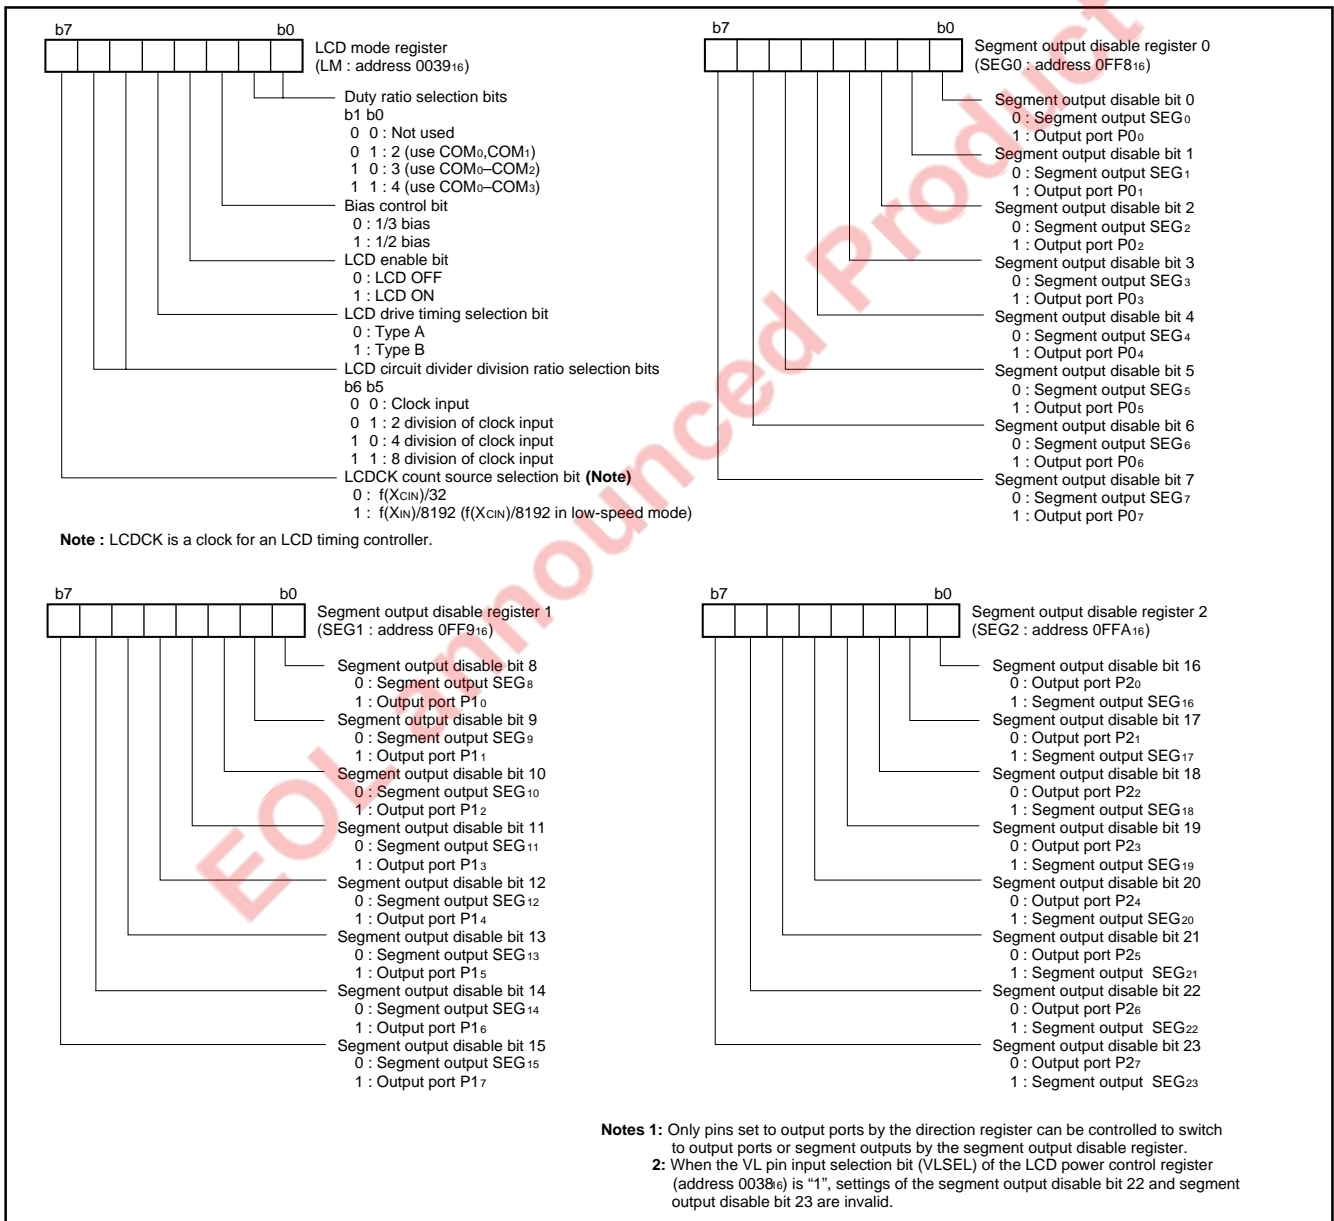 b7 b0
LCD mode register
(LM : address 003916)
Duty ratio selection bits
b1 b0
0 0 : Not used
0 1 : 2 (use COM0,COM1)
1 0 : 3 (use COM0–COM2)
1 1 : 4 (use COM0–COM3)
Bias control bit
0 : 1/3 bias
1 : 1/2 bias
LCD enable bit
0 : LCD OFF
1 : LCD ON
LCD drive timing selection bit
0 : Type A
1 : Type B
LCD circuit divider division ratio selection bits
b6 b5
0 0 : Clock input
0 1 : 2 division of clock input
1 0 : 4 division of clock input
1 1 : 8 division of clock input
LCDCK count source selection bit (Note)
0 : f(XCIN)/32
1 : f(XIN)/8192 (f(XCIN)/8192 in low-speed mode)
Note : LCDCK is a clock for an LCD timing controller.
b7 b0
Segment output disable register 0
(SEG0 : address 0FF816)
Segment output disable bit 0
0 : Segment output SEG0
1 : Output port P00
Segment output disable bit 1
0 : Segment output SEG1
1 : Output port P01
Segment output disable bit 2
0 : Segment output SEG2
1 : Output port P02
Segment output disable bit 3
0 : Segment output SEG3
1 : Output port P03
Segment output disable bit 4
0 : Segment output SEG4
1 : Output port P04
Segment output disable bit 5
0 : Segment output SEG5
1 : Output port P05
Segment output disable bit 6
0 : Segment output SEG6
1 : Output port P06
Segment output disable bit 7
0 : Segment output SEG7
1 : Output port P07
b7 b0
Segment output disable register 1
(SEG1 : address 0FF916)
Segment output disable bit 8
0 : Segment output SEG8
1 : Output port P10
Segment output disable bit 9
0 : Segment output SEG9
1 : Output port P11
Segment output disable bit 10
0 : Segment output SEG10
1 : Output port P12
Segment output disable bit 11
0 : Segment output SEG11
1 : Output port P13
Segment output disable bit 12
0 : Segment output SEG12
1 : Output port P14
Segment output disable bit 13
0 : Segment output SEG13
1 : Output port P15
Segment output disable bit 14
0 : Segment output SEG14
1 : Output port P16
Segment output disable bit 15
0 : Segment output SEG15
1 : Output port P17
b7 b0
Segment output disable register 2
(SEG2 : address 0FFA16)
Segment output disable bit 16
0 : Output port P20
1 : Segment output SEG16
Segment output disable bit 17
0 : Output port P21
1 : Segment output SEG17
Segment output disable bit 18
0 : Output port P22
1 : Segment output SEG18
Segment output disable bit 19
0 : Output port P23
1 : Segment output SEG19
Segment output disable bit 20
0 : Output port P24
1 : Segment output SEG20
Segment output disable bit 21
0 : Output port P25
1 : Segment output SEG21
Segment output disable bit 22
0 : Output port P26
1 : Segment output SEG22
Segment output disable bit 23
0 : Output port P27
1 : Segment output SEG23
Notes 1: Only pins set to output ports by the direction register can be controlled to switch
to output ports or segment outputs by the segment output disable register.
2: When the VL pin input selection bit (VLSEL) of the LCD power control register
(address 003816) is “1”, settings of the segment output disable bit 22 and segment
output disable bit 23 are invalid.
EOL announced Product